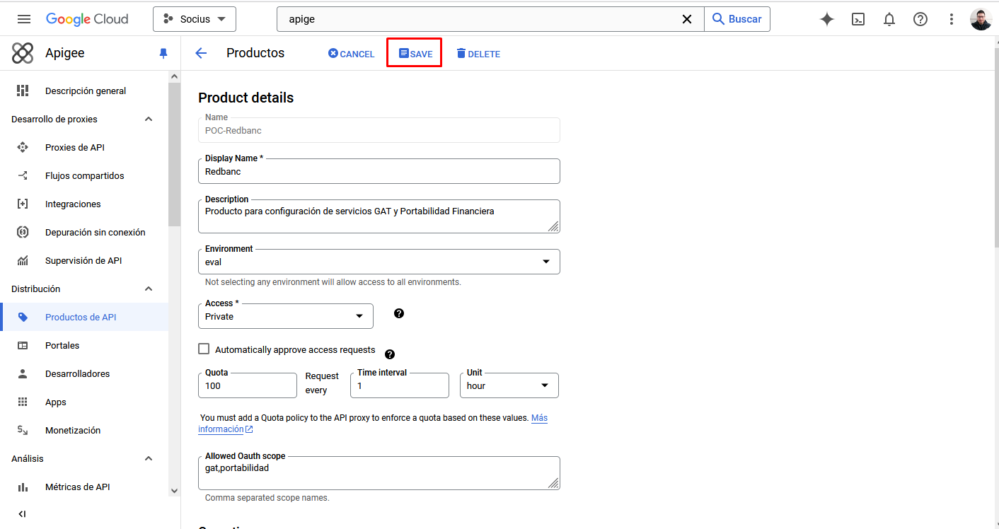 Google Cloud
Socius
apige
Buscar
Apigee
Productos
CANCEL
SAVE
DELETE
Descripción general
Desarrollo de proxies
Proxies de API
Flujos compartidos
Integraciones
Depuración sin conexión
Supervisión de API
Distribución
Productos de API
Portales
Desarrolladores
Apps
Monetización
Análisis
Métricas de API
Product details
Name
POC-Redbanc
Display Name *
Redbanc
Description
Producto para configuración de servicios GAT y Portabilidad Financiera
Environment
eval
Not selecting any environment will allow access to all environments.
Access *
Private
Automatically approve access requests
Quota
100
Request
every
Time interval
1
Unit
hour
You must add a Quota policy to the API proxy to enforce a quota based on these values. Más
información
Allowed Oauth scope
gat,portabilidad
Comma separated scope names.